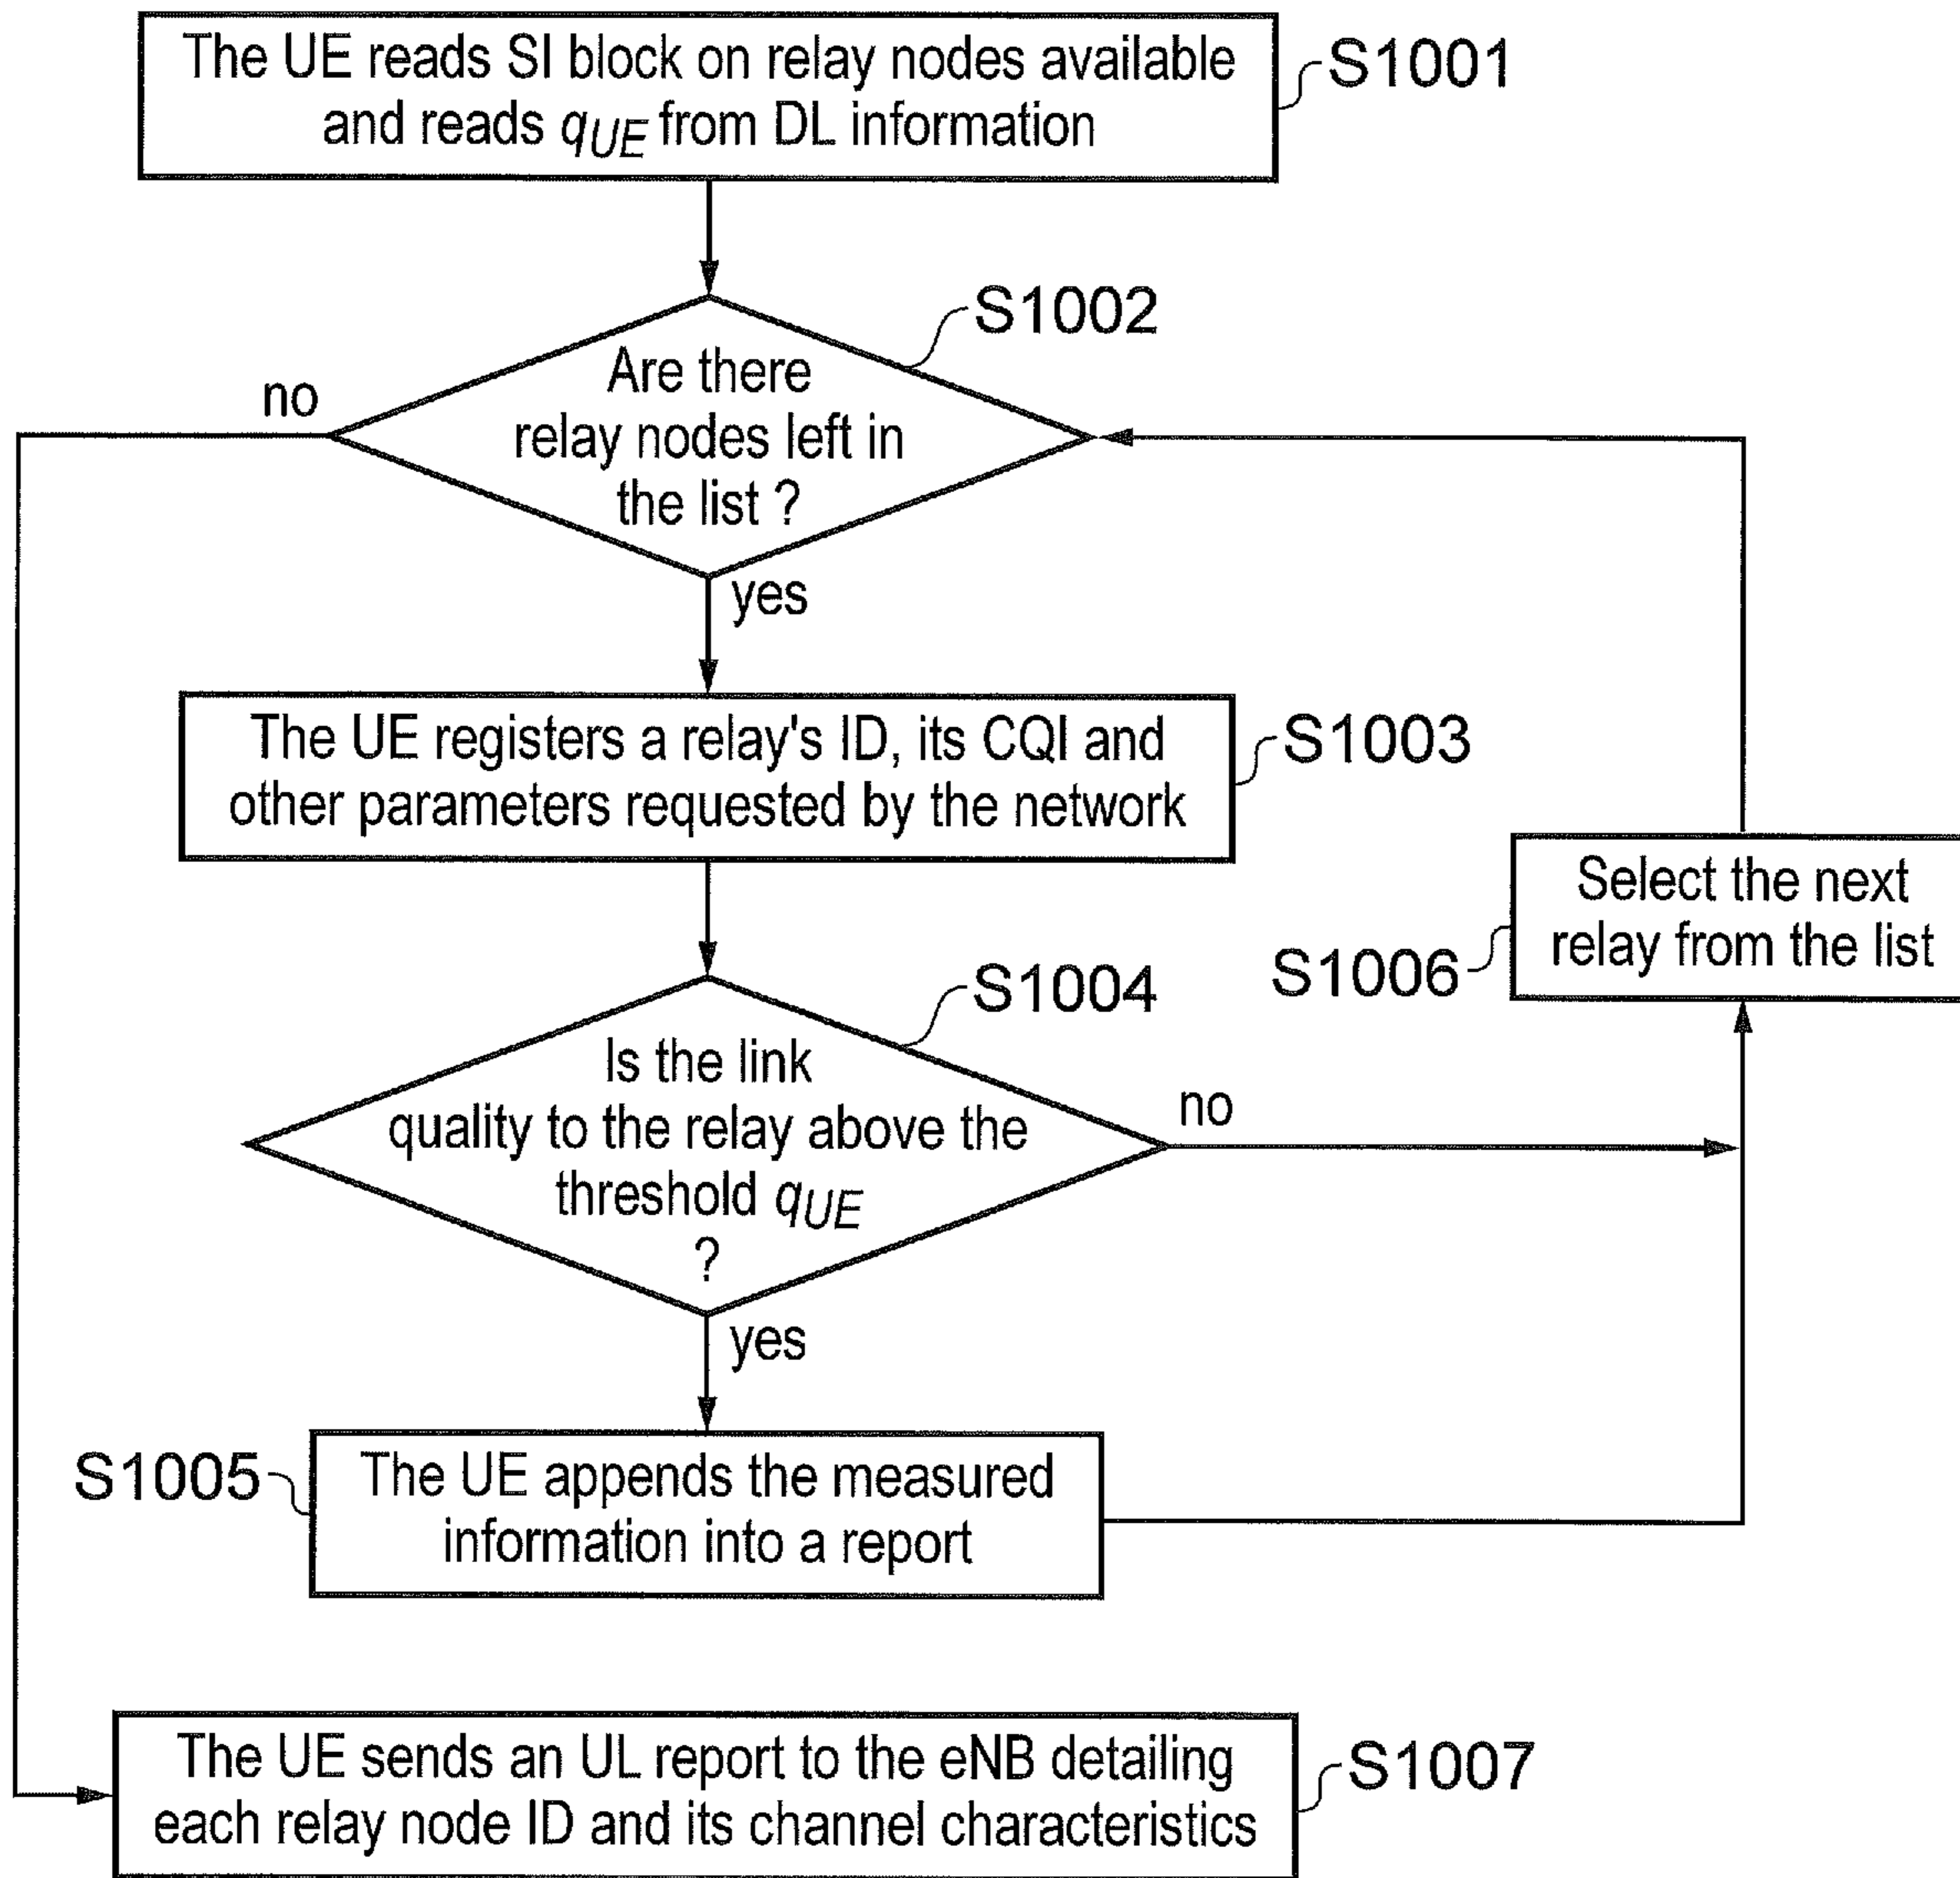 The UE reads SI block on relay nodes available
and reads qUE from DL information
S1001
S1002
Are there
relay nodes left in
the list ?
no
yes
The UE registers a relay's ID, its CQI and
other parameters requested by the network
S1003
Select the next
relay from the list
S1006
S1004
Is the link
quality to the relay above the
threshold qUE
?
no
yes
S1005
The UE appends the measured
information into a report
The UE sends an UL report to the eNB detailing
each relay node ID and its channel characteristics
S1007